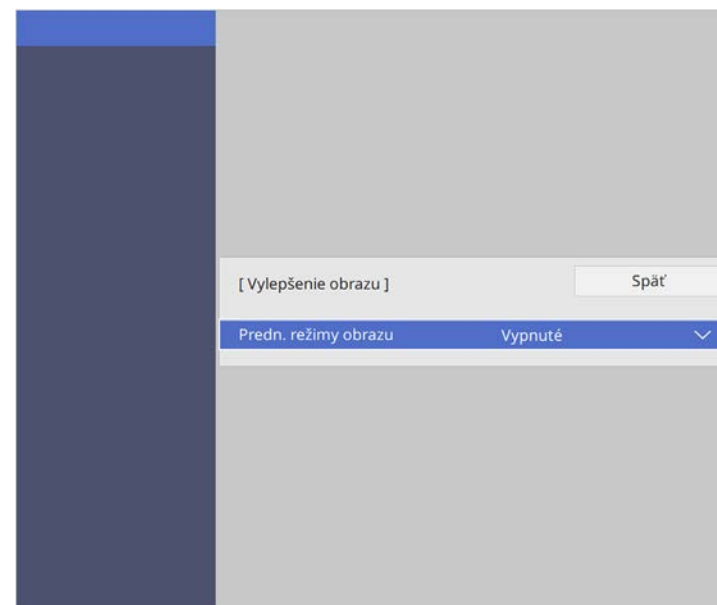 [ Vylepšenie obrazu ]
Späť
Predn. režimy obrazu
Vypnuté